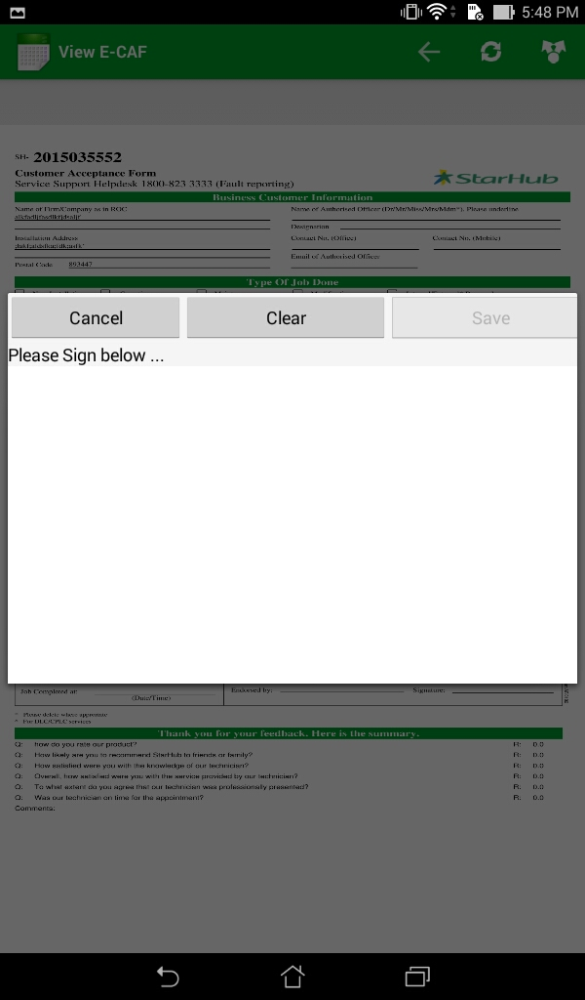 5:48 PM
View E-CAF
SH- 2015035552
Customer Acceptance Form
Service Support Helpdesk 1800-823 3333 (Fault reporting)
StarHub
Business Customer Information
Name of Firm/Company as in ROC
Name of Authorised Officer (Dr/Mr/Miss/Mrs/Mdm*). Please underline
Designation
Installation Address
Contact No. (Office)
Contact No. (Mobile)
Email of Authorised Officer
Postal Code 893447
Type Of Job Done
Cancel
Clear
Save
Please Sign below ...
Job Completed at:
(Date/Time)
Endorsed by:
Signature:
* Please delete where appropriate
^ For DLC/CPLC services
Thank you for your feedback. Here is the summary.
Q: how do you rate our product? R: 0.0
Q: How likely are you to recommend StarHub to friends or family? R: 0.0
Q: How satisfied were you with the knowledge of our technician? R: 0.0
Q: Overall, how satisfied were you with the service provided by our technician? R: 0.0
Q: To what extent do you agree that our technician was professionally presented? R: 0.0
Q: Was our technician on time for the appointment? R: 0.0
Comments: